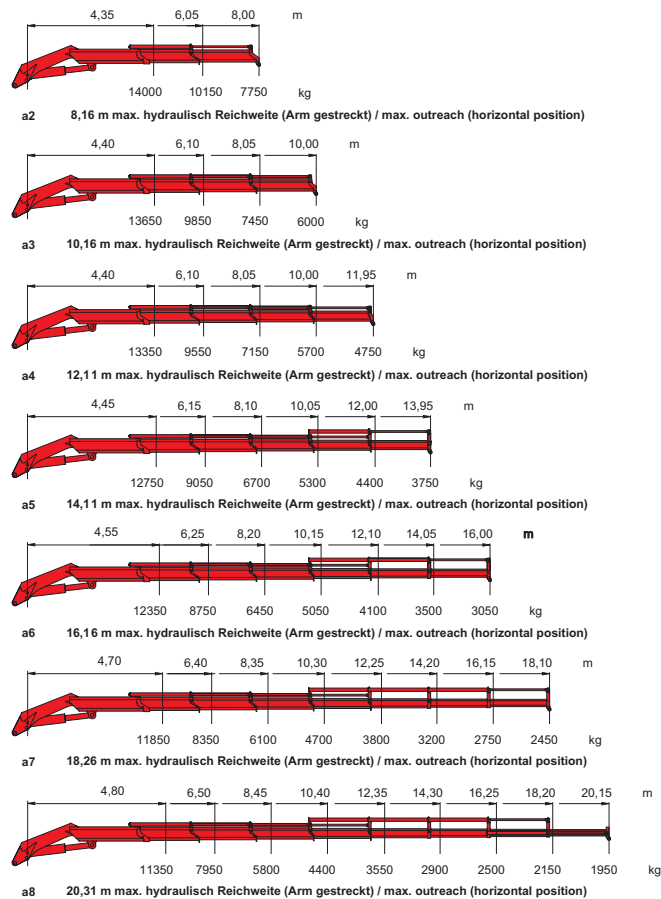 4,35 6,05 8,00 m
14000 10150 7750 kg
a2 8,16 m max. hydraulisch Reichweite (Arm gestreckt) / max. outreach (horizontal position)
4,40 6,10 8,05 10,00 m
13650 9850 7450 6000 kg
a3 10,16 m max. hydraulisch Reichweite (Arm gestreckt) / max. outreach (horizontal position)
4,40 6,10 8,05 10,00 11,95 m
13350 9550 7150 5700 4750 kg
a4 12,11 m max. hydraulisch Reichweite (Arm gestreckt) / max. outreach (horizontal position)
4,45 6,15 8,10 10,05 12,00 13,95 m
12750 9050 6700 5300 4400 3750 kg
a5 14,11 m max. hydraulisch Reichweite (Arm gestreckt) / max. outreach (horizontal position)
4,55 6,25 8,20 10,15 12,10 14,05 16,00 m
12350 8750 6450 5050 4100 3500 3050 kg
a6 16,16 m max. hydraulisch Reichweite (Arm gestreckt) / max. outreach (horizontal position)
4,70 6,40 8,35 10,30 12,25 14,20 16,15 18,10 m
11850 8350 6100 4700 3800 3200 2750 2450 kg
a7 18,26 m max. hydraulisch Reichweite (Arm gestreckt) / max. outreach (horizontal position)
4,80 6,50 8,45 10,40 12,35 14,30 16,25 18,20 20,15 m
11350 7950 5800 4400 3550 2900 2500 2150 1950 kg
a8 20,31 m max. hydraulisch Reichweite (Arm gestreckt) / max. outreach (horizontal position)